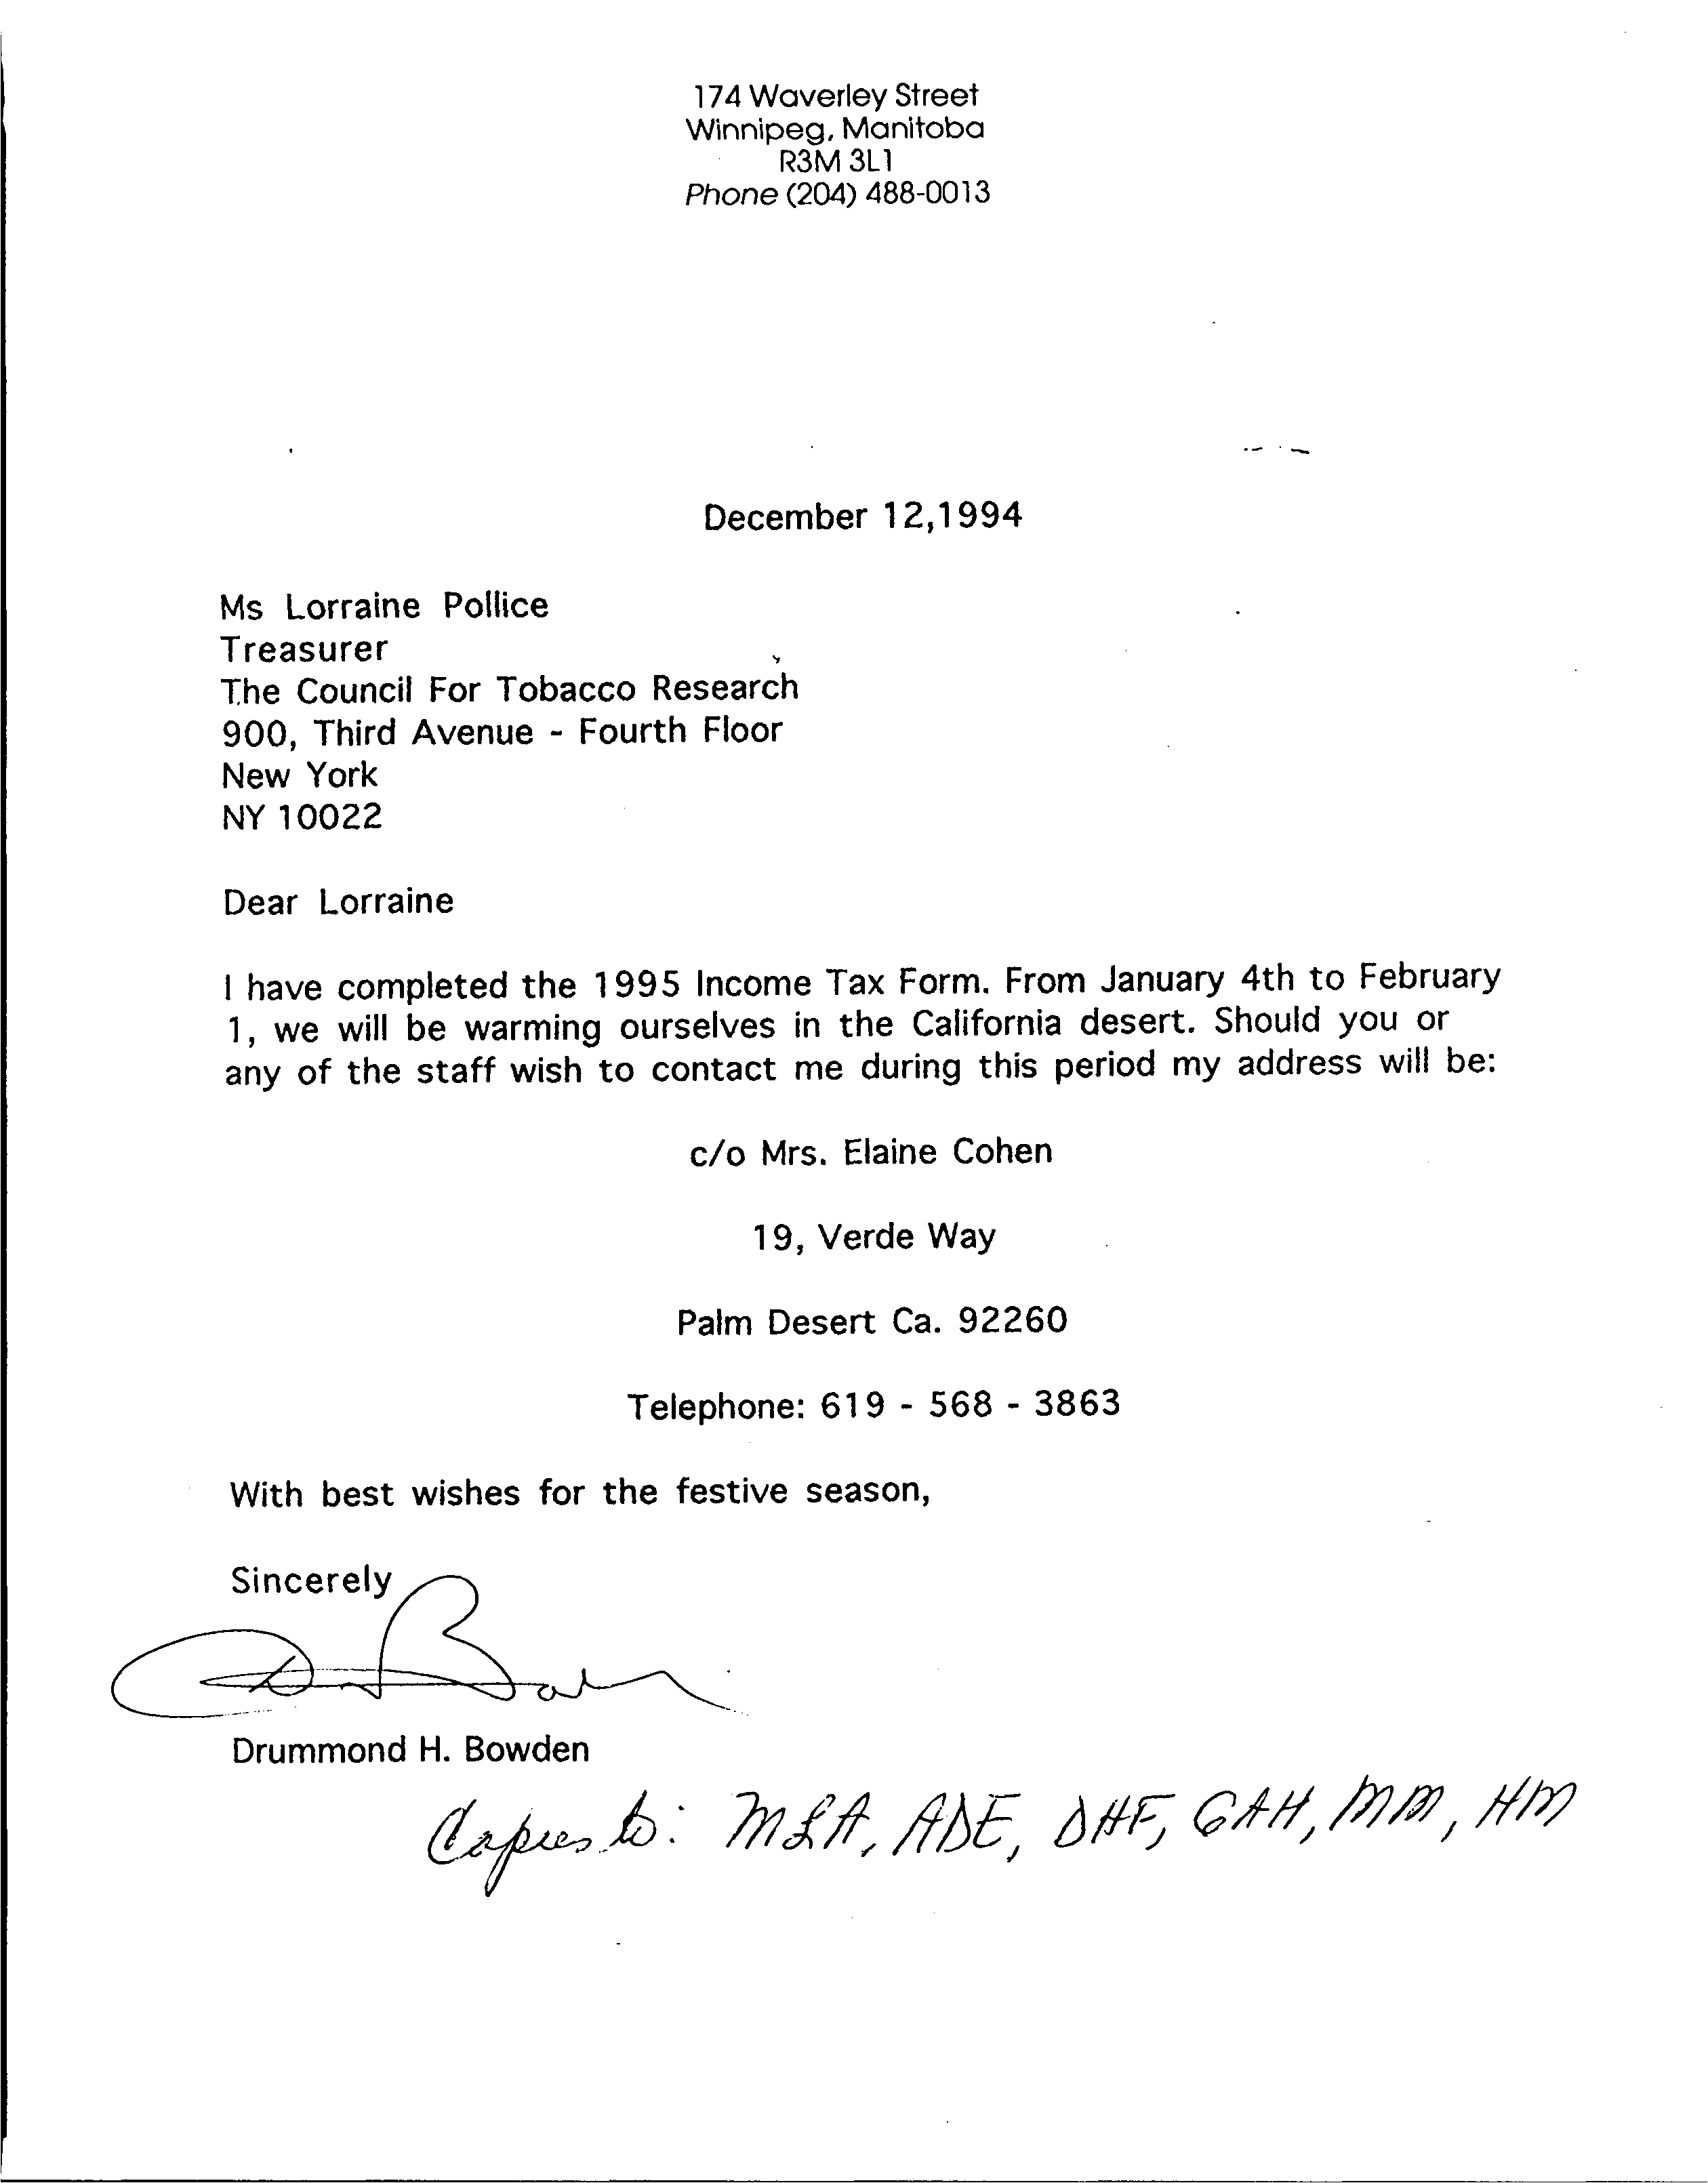 174 Waverley Street
Winnipeg, Manitoba
R3M 3L1
Phone (204) 488-0013
December 12,1994
Ms Lorraine Pollice
Treasurer
The Council For Tobacco Research
900, Third Avenue - Fourth Floor
New York
NY 10022
Dear Lorraine
I have completed the 1995 Income Tax Form. From January 4th to February
1, we will be warming ourselves in the California desert. Should you or
any of the staff wish to contact me during this period my address will be:
c/o Mrs. Elaine Cohen
19, Verde Way
Palm Desert Ca. 92260
Telephone: 619 - 568 - 3863
With best wishes for the festive season,
Sincerely
Drummond H. Bowden
Copies to: MLA, ADE, DHF, GAH, MM, HM